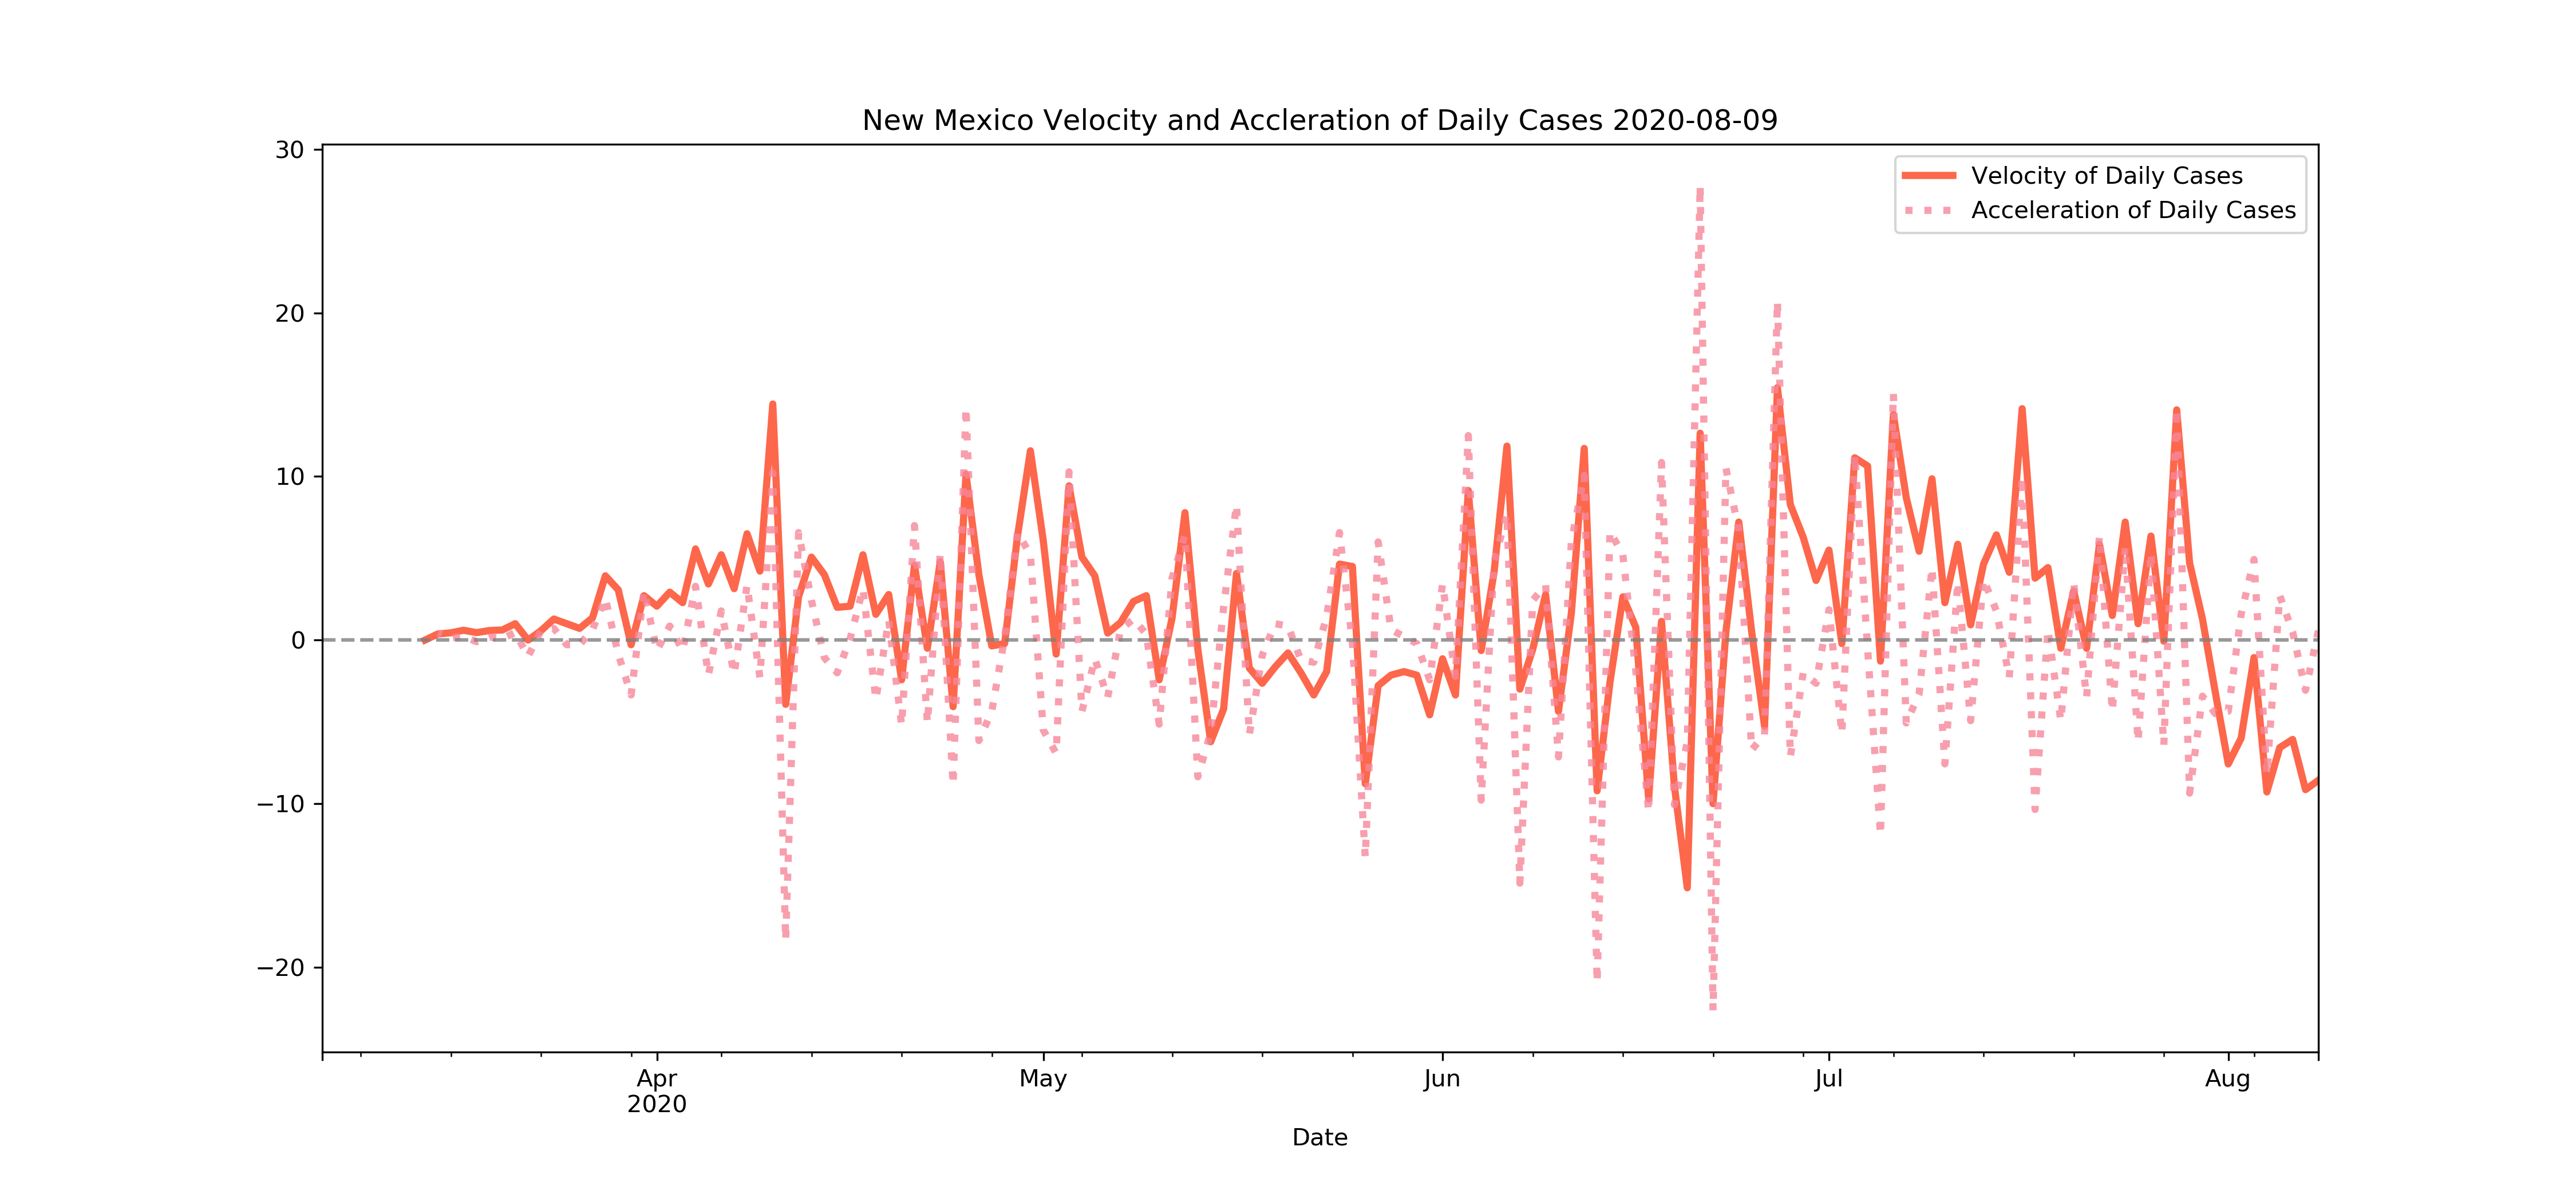 New Mexico Velocity and Accleration of Daily Cases 2020-08-09
30
20
10
0
−10
−20
Velocity of Daily Cases
Acceleration of Daily Cases
Apr
2020
May
Jun
Jul
Aug
Date